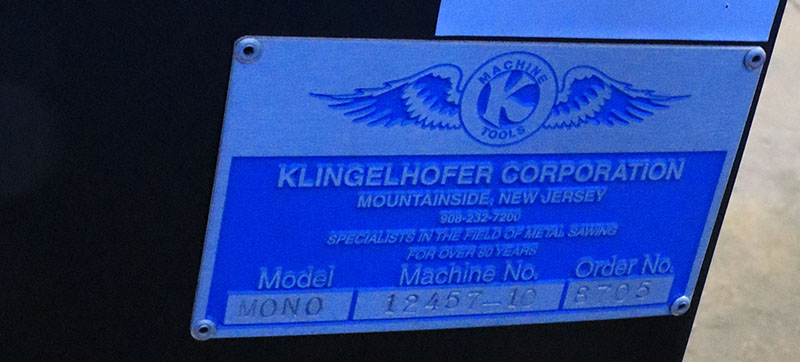 MACHINE
K
TOOLS
KLINGELHOFER CORPORATION
MOUNTAINSIDE, NEW JERSEY
908-232-7200
SPECIALISTS IN THE FIELD OF METAL SAWING
FOR OVER 60 YEARS
Model Machine No. Order No.
MONO 12457-10 8705